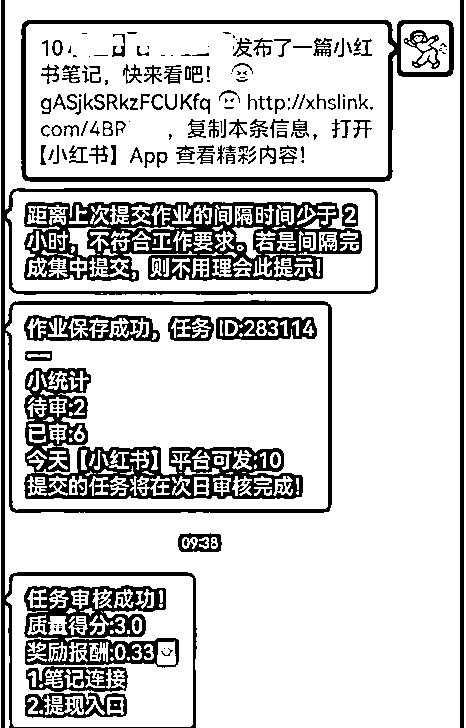 10 发布了一篇小红
书笔记，快来看吧！
gASjkSRkzFCUKfq http://xhslink.
com/4BR ，复制本条信息，打开
【小红书】App 查看精彩内容！
距离上次提交作业的间隔时间少于 2
小时，不符合工作要求。若是间隔完
成集中提交，则不用理会此提示！
作业保存成功，任务 ID:283114
—
小统计
待审:2
已审:6
今天【小红书】平台可发:10
提交的任务将在次日审核完成！
09:38
任务审核成功！
质量得分:3.0
奖励报酬:0.33
1.笔记连接
2.提现入口